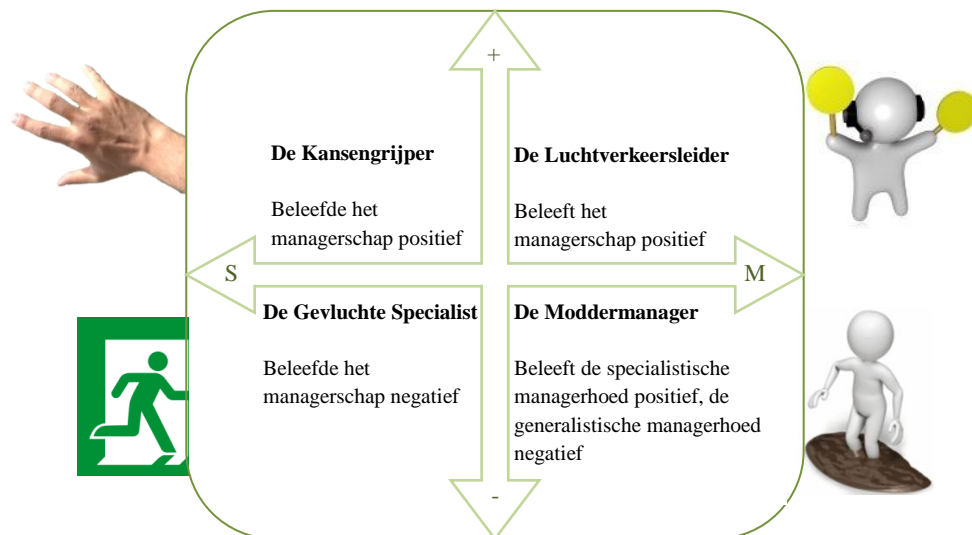 +
De Kansengrijper
Beleefde het
managerschap positief
De Luchtverkeersleider
Beleeft het
managerschap positief
S
M
De Gevluchte Specialist
Beleefde het
managerschap negatief
De Moddermanager
Beleeft de specialistische
managerhoed positief, de
generalistische managerhoed
negatief
-